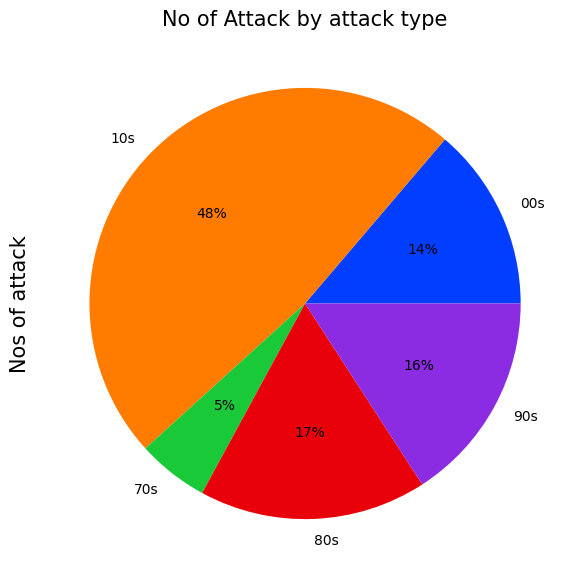 No of Attack by attack type
10s
00s
48%
14%
Nos of attack
16%
5%
17%
90s
70s
80s